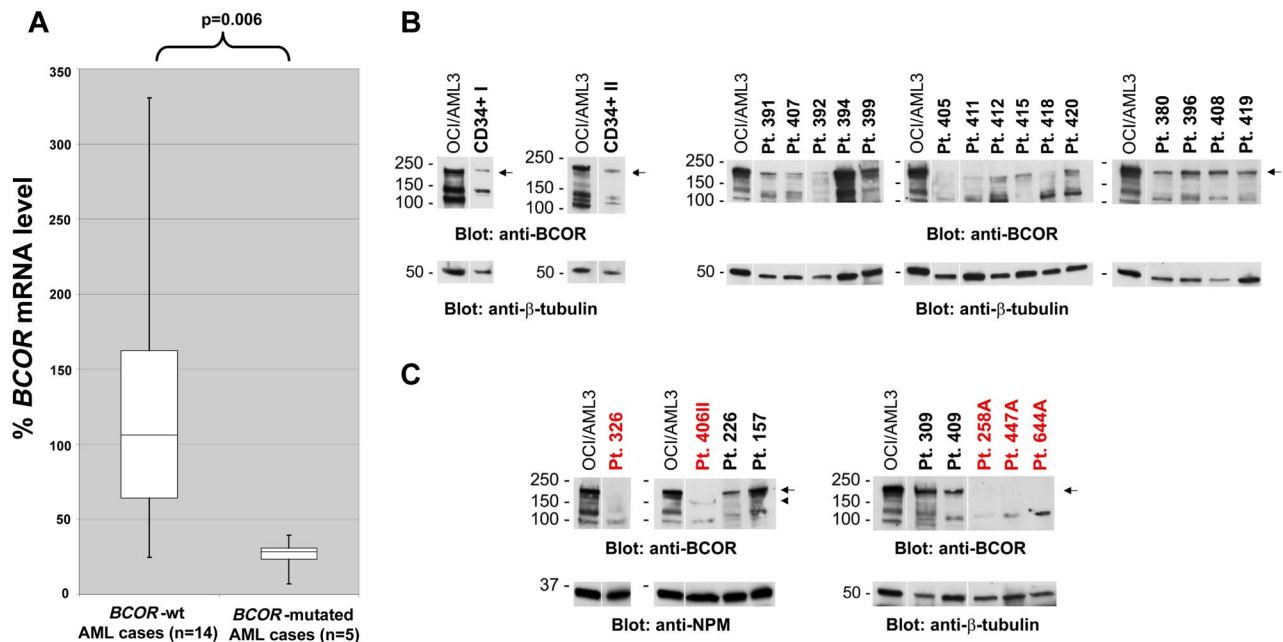 A
p=0.006
% BCOR mRNA level
350
300
250
200
150
100
50
0
BCOR-wt
AML cases (n=14)
BCOR-mutated
AML cases (n=5)
B
OCI/AML3
CD34+ I
250 -
150 -
100 -
OCI/AML3
CD34+ II
250 -
150 -
100 -
Blot: anti-BCOR
50 -
50 -
Blot: anti-β-tubulin
OCI/AML3
Pt. 391
Pt. 407
Pt. 392
Pt. 394
Pt. 399
OCI/AML3
Pt. 405
Pt. 411
Pt. 412
Pt. 415
Pt. 418
Pt. 420
OCI/AML3
Pt. 380
Pt. 396
Pt. 408
Pt. 419
250 -
150 -
100 -
Blot: anti-BCOR
50 -
Blot: anti-β-tubulin
C
OCI/AML3
Pt. 326
OCI/AML3
Pt. 406II
Pt. 226
Pt. 157
250 -
150 -
100 -
Blot: anti-BCOR
37 -
Blot: anti-NPM
OCI/AML3
Pt. 309
Pt. 409
Pt. 258A
Pt. 447A
Pt. 644A
250 -
150 -
100 -
Blot: anti-BCOR
50 -
Blot: anti-β-tubulin